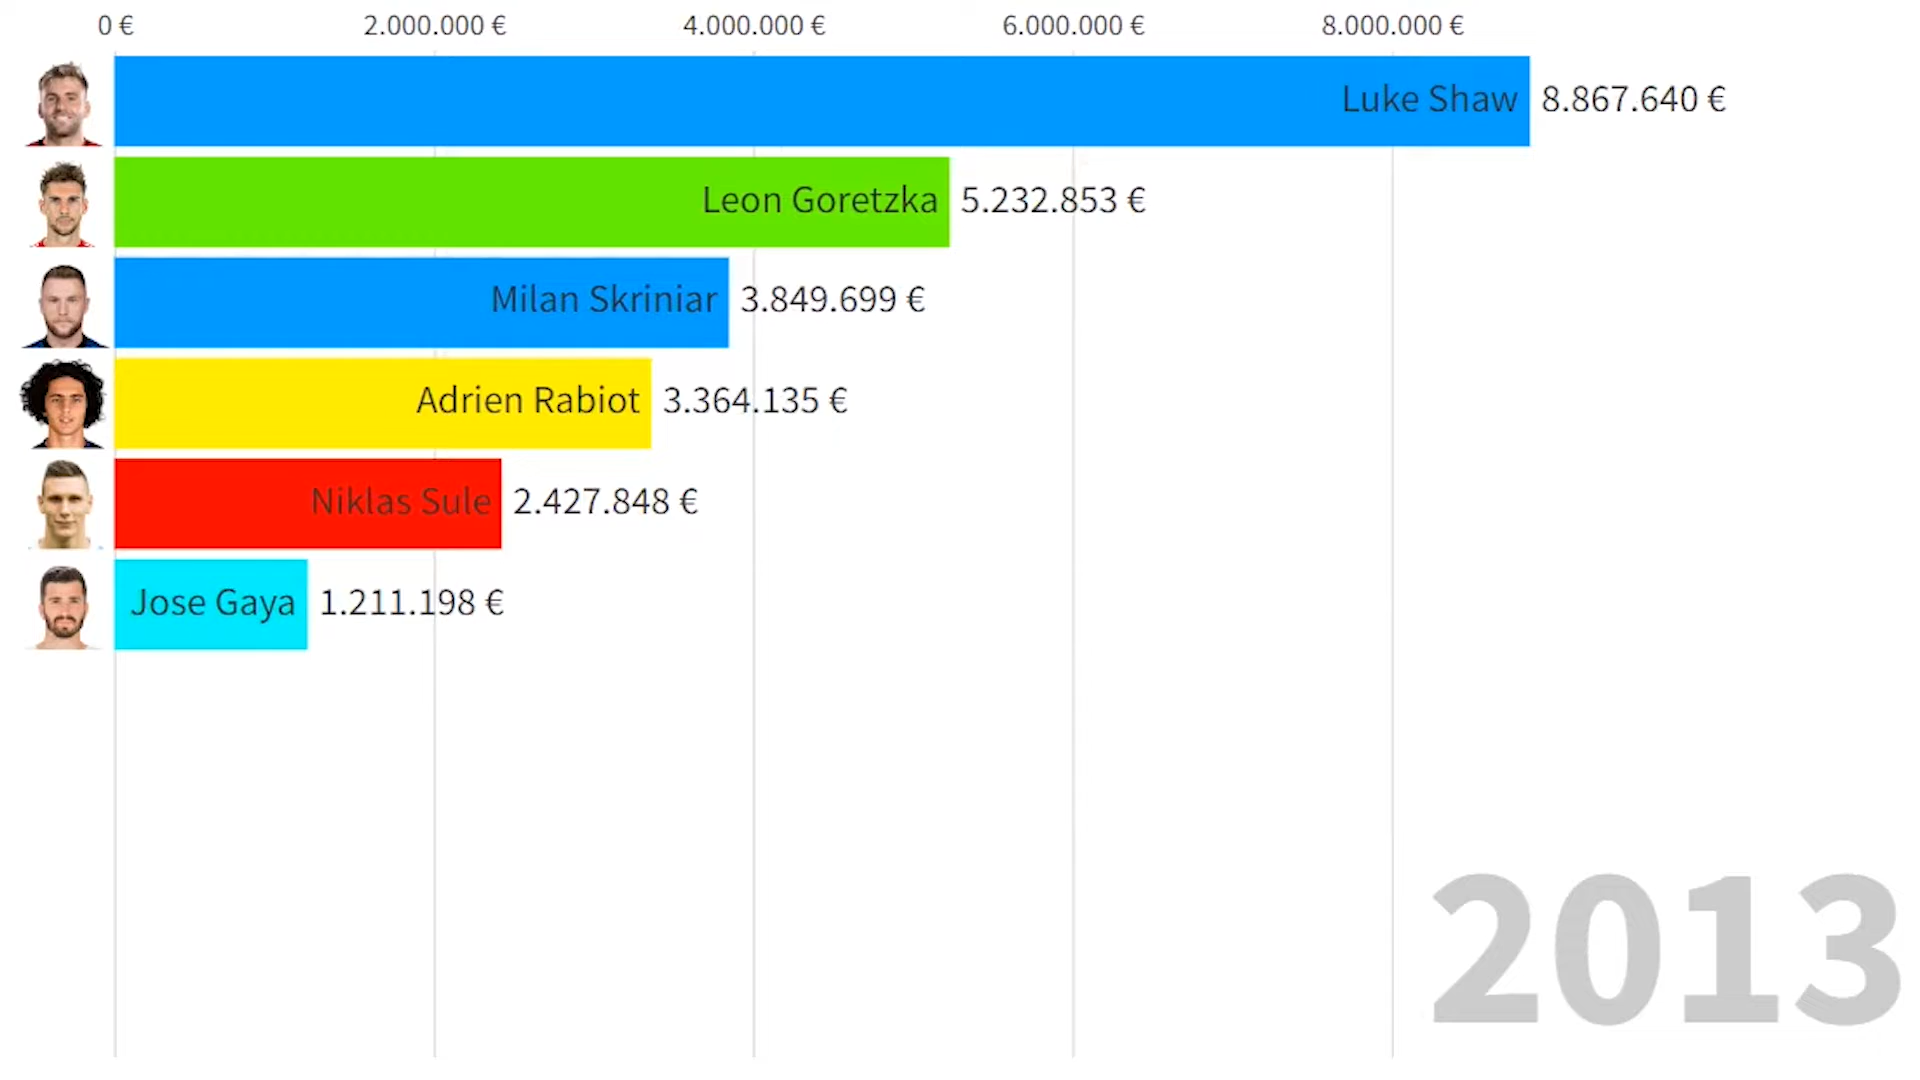 0 € 2.000.000 € 4.000.000 € 6.000.000 € 8.000.000 €
Luke Shaw 8.867.640 €
Leon Goretzka 5.232.853 €
Milan Skriniar 3.849.699 €
Adrien Rabiot 3.364.135 €
Niklas Sule 2.427.848 €
Jose Gaya 1.211.198 €
2013